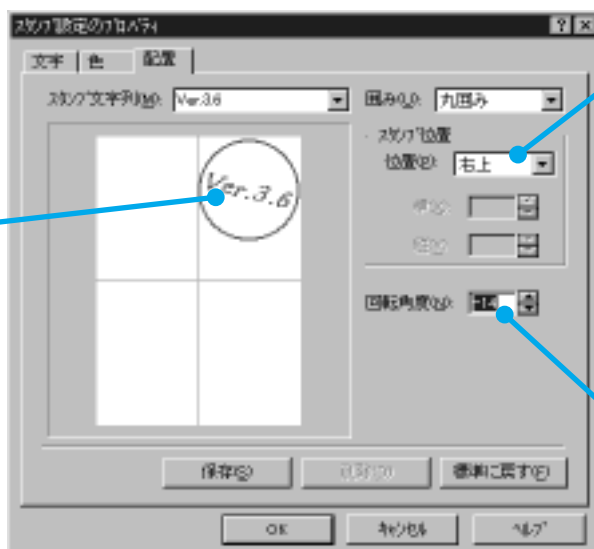 スタンプ設定のプロパティ
文字 色 配置
スタンプ文字列(M): Ver.3.6
囲み(L): 丸囲み
スタンプ位置
位置(P): 右上
Ver.3.6
回転角度(N): -14
保存(S) 削除(D) 標準に戻す(F)
OK キャンセル ヘルプ